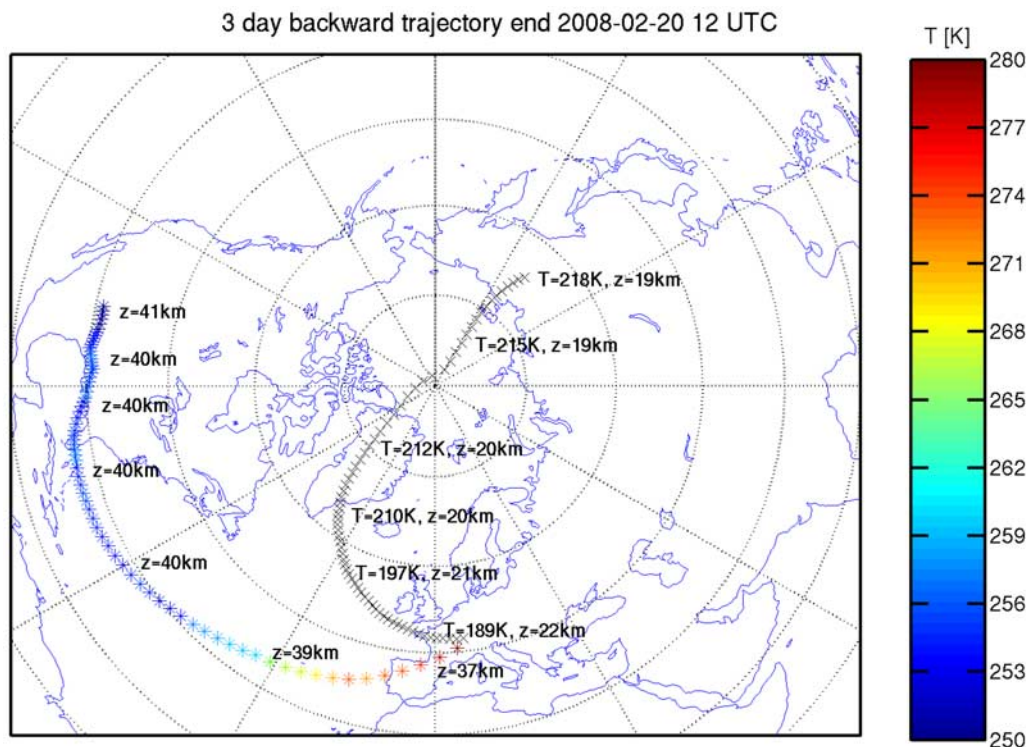 3 day backward trajectory end 2008-02-20 12 UTC
T [K]
280
277
274
271
268
265
262
259
256
253
250
T=218K, z=19km
z=41km
T=215K, z=19km
z=40km
z=40km
T=212K, z=20km
z=40km
T=210K, z=20km
z=40km
T=197K, z=21km
T=189K, z=22km
z=39km
z=37km